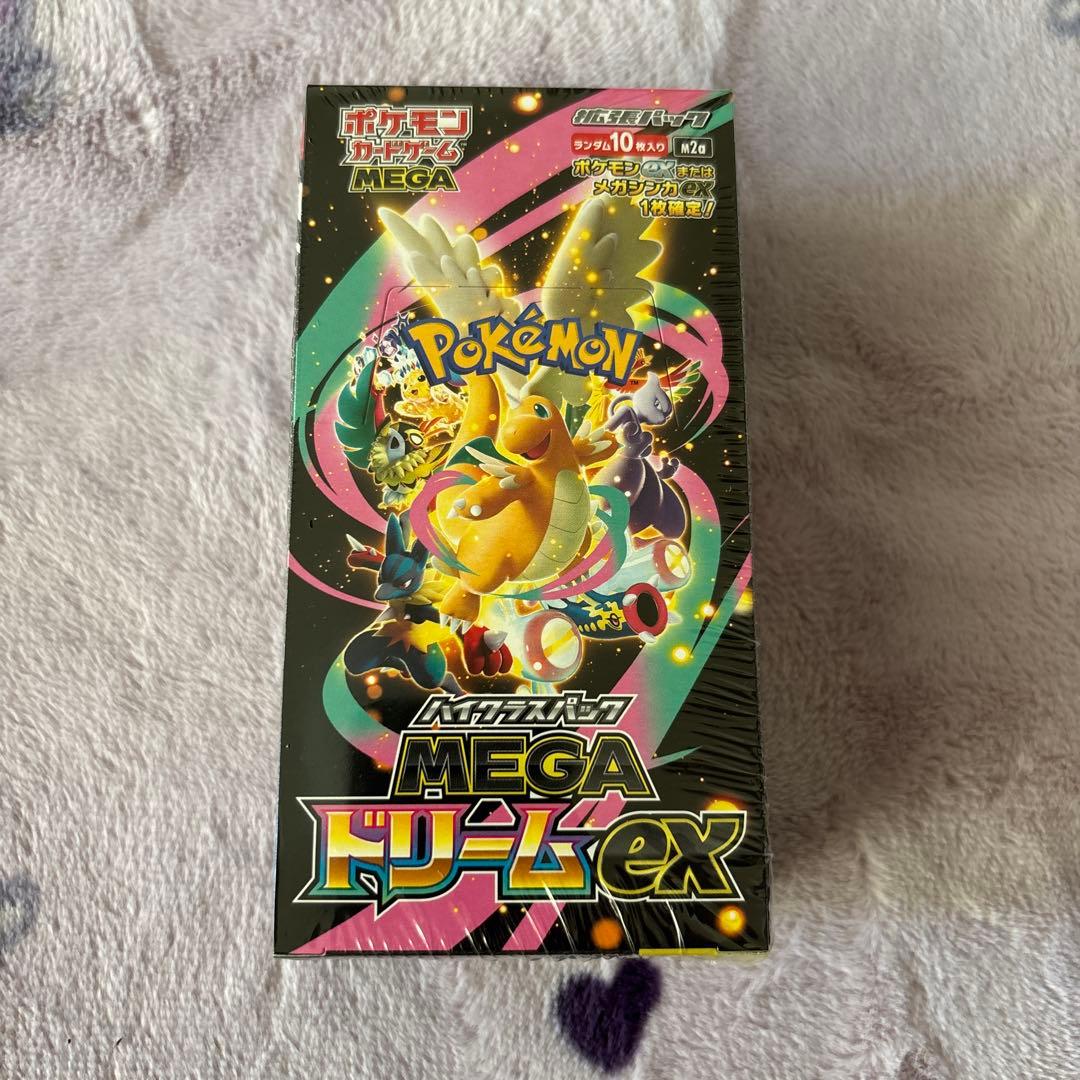 ポケモン
カードゲーム
MEGA
拡張パック
ランダム10枚入り
M2a
ポケモンexまたは
メガシンカex
1枚確定!
POKéMON
TM
ハイクラスパック
MEGA
ドリームex